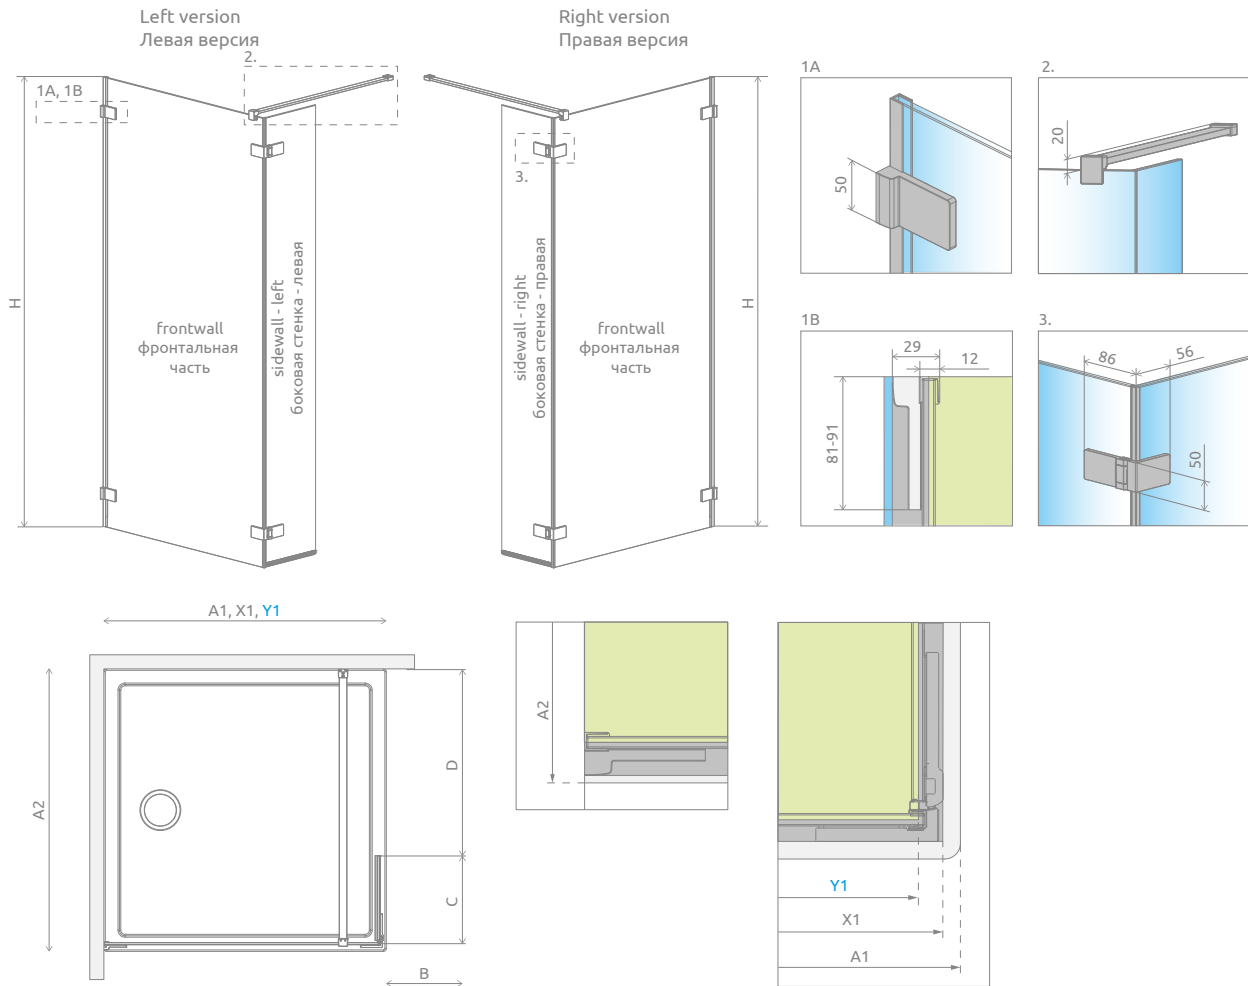 Left version
Левая версия
Right version
Правая версия
2.
1A, 1B
H
frontwall
фронтальная
часть
sidewall - left
боковая стенка - левая
3.
sidewall - right
боковая стенка - правая
frontwall
фронтальная
часть
H
1A
50
2.
20
1B
29
12
81-91
3.
86
56
50
A1, X1, Y1
A2
D
C
B
A2
Y1
X1
A1